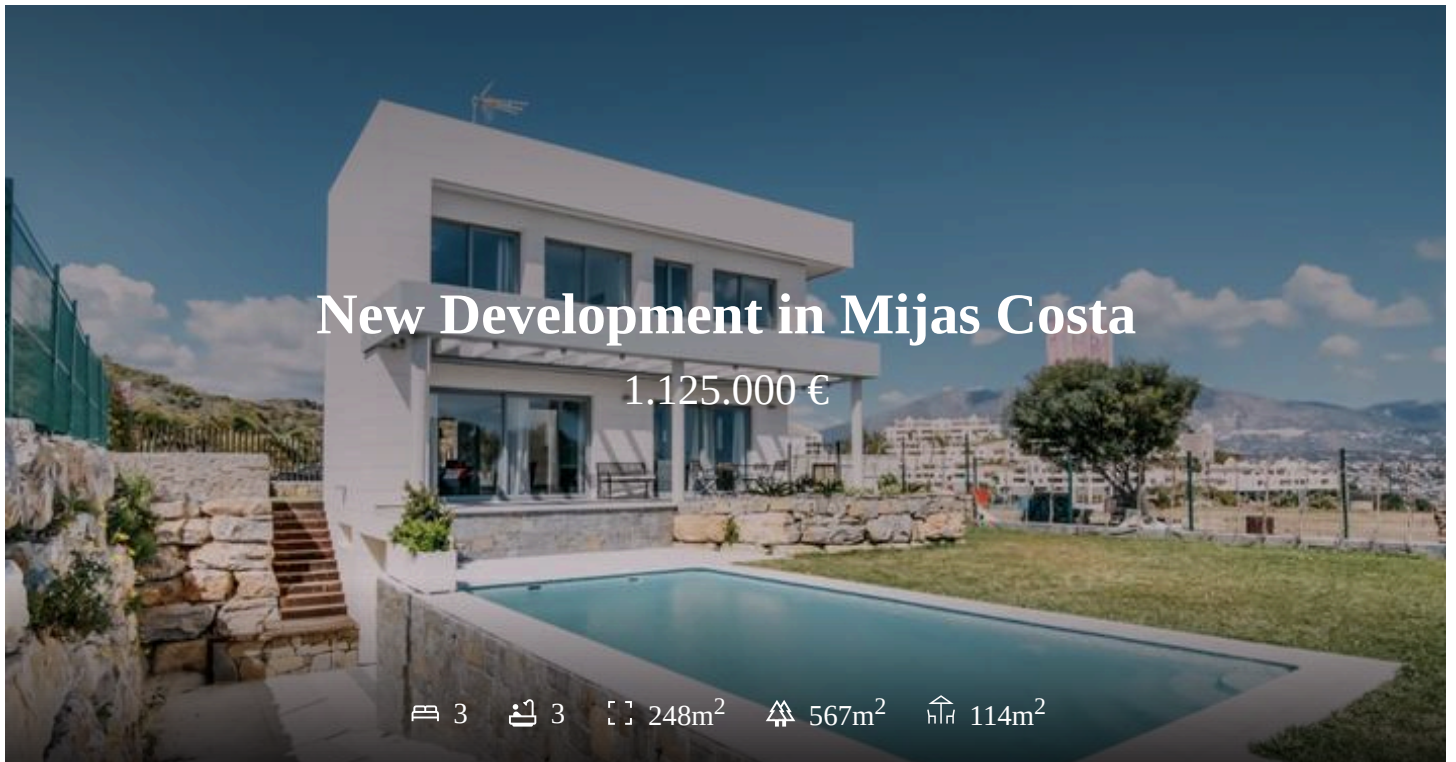 New Development in Mijas Costa
1.125.000 €
3 3 248m² 567m² 114m²